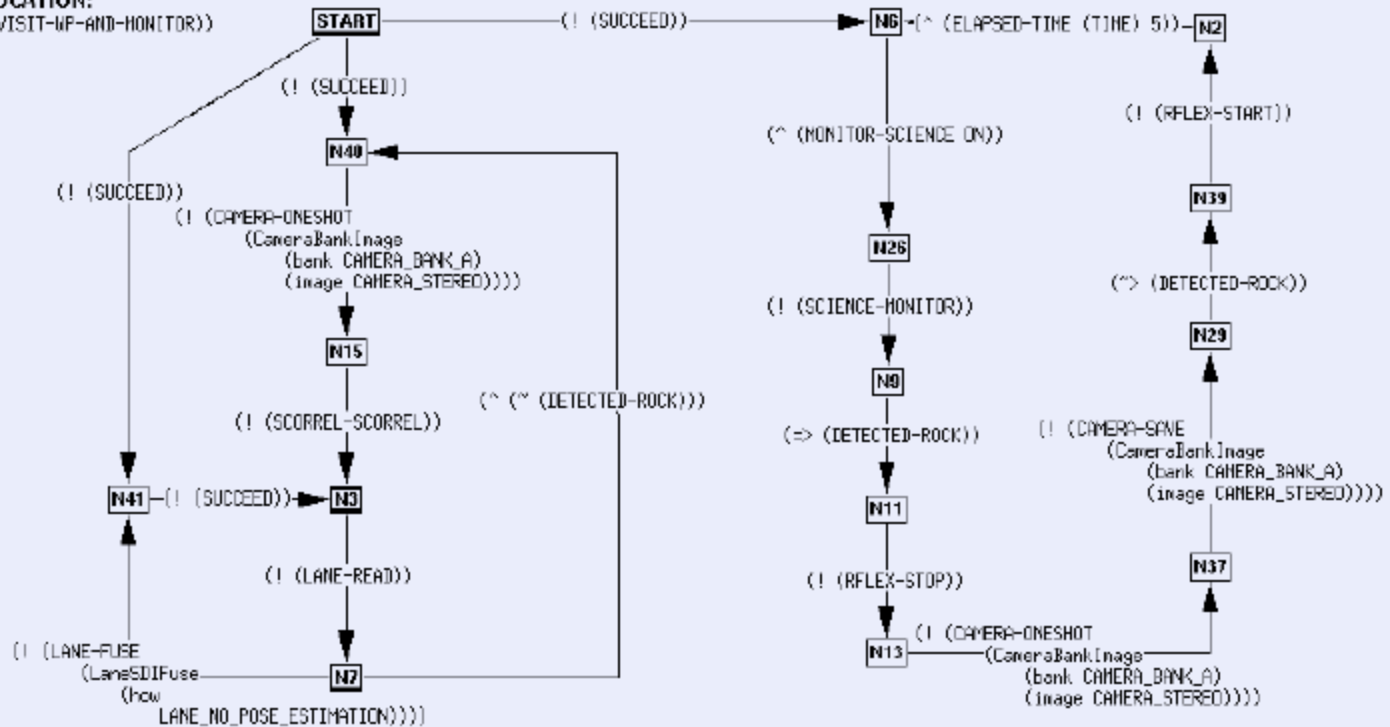 OCATION:
VISIT-WP-AND-MONITOR))
START
(! (SUCCEED))
N6
(^ (ELAPSED-TIME (TIME) 5))
N2
(! (SUCCEED))
(! (RFLEX-START))
(^ (MONITOR-SCIENCE ON))
N40
(! (SUCCEED))
N39
(! (CAMERA-ONESHOT
(CameraBankImage
(bank CAMERA_BANK_A)
(image CAMERA_STEREO))))
N26
(~> (DETECTED-ROCK))
(! (SCIENCE-MONITOR))
N29
N15
N9
(^ (~ (DETECTED-ROCK)))
(! (SCORREL-SCORREL))
(=> (DETECTED-ROCK))
(! (CAMERA-SAVE
(CameraBankImage
(bank CAMERA_BANK_A)
(image CAMERA_STEREO))))
N41
(! (SUCCEED))
N3
N11
(! (LANE-READ))
(! (RFLEX-STOP))
N37
(! (LANE-FUSE
(LaneSDIFuse
(how
LANE_NO_POSE_ESTIMATION))))
N7
N13
(! (CAMERA-ONESHOT
(CameraBankImage
(bank CAMERA_BANK_A)
(image CAMERA_STEREO))))